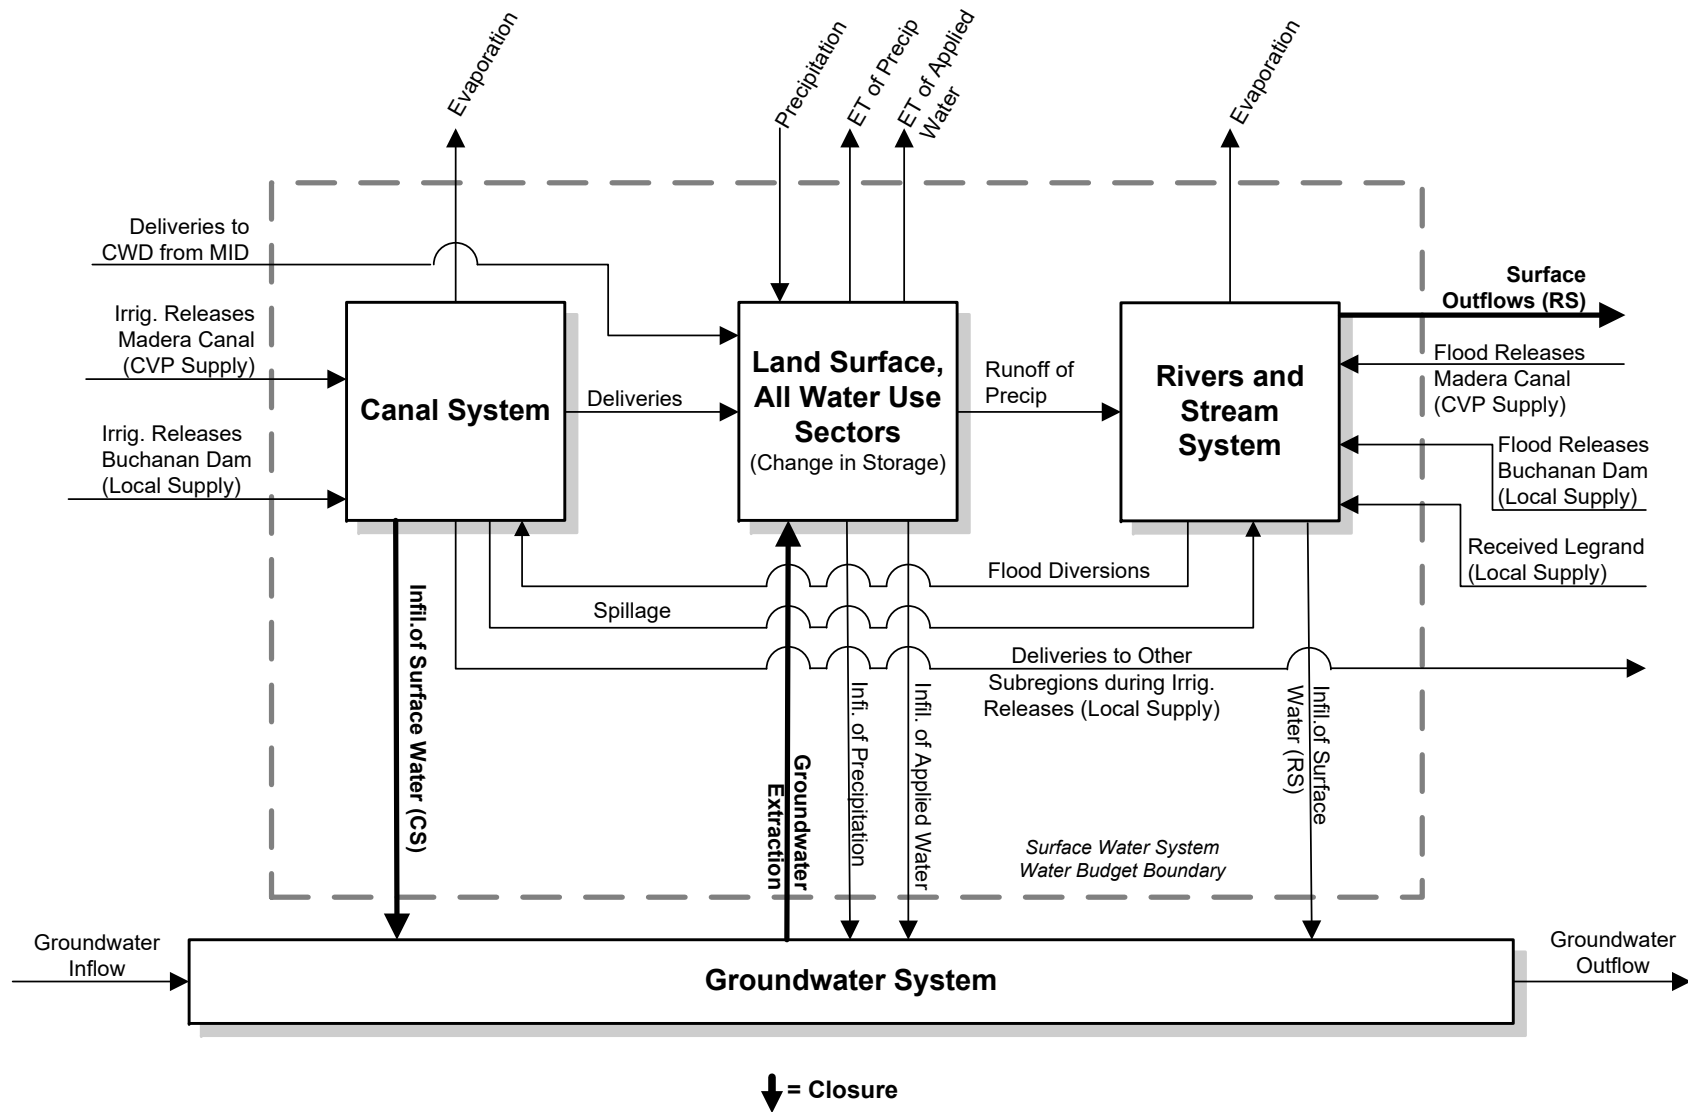 Evaporation
Precipitation
ET of Precip
ET of Applied
Water
Evaporation
Deliveries to
CWD from MID
Irrig. Releases
Madera Canal
(CVP Supply)
Irrig. Releases
Buchanan Dam
(Local Supply)
Canal System
Deliveries
Land Surface,
All Water Use
Sectors
(Change in Storage)
Runoff of
Precip
Rivers and
Stream
System
Surface
Outflows (RS)
Flood Releases
Madera Canal
(CVP Supply)
Flood Releases
Buchanan Dam
(Local Supply)
Received Legrand
(Local Supply)
Flood Diversions
Spillage
Deliveries to Other
Subregions during Irrig.
Releases (Local Supply)
Infil.of Surface Water (CS)
Groundwater
Extraction
Infi. of Precipitation
Infil. of Applied Water
Infil.of Surface
Water (RS)
Surface Water System
Water Budget Boundary
Groundwater
Inflow
Groundwater System
Groundwater
Outflow
= Closure